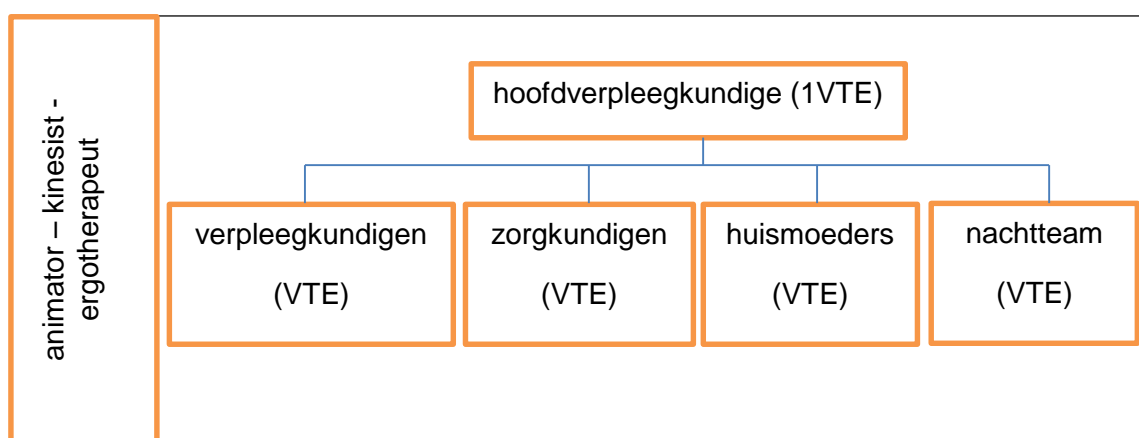 animator – kinesist -
ergotherapeut
hoofdverpleegkundige (1VTE)
verpleegkundigen
(VTE)
zorgkundigen
(VTE)
huismoeders
(VTE)
nachtteam
(VTE)